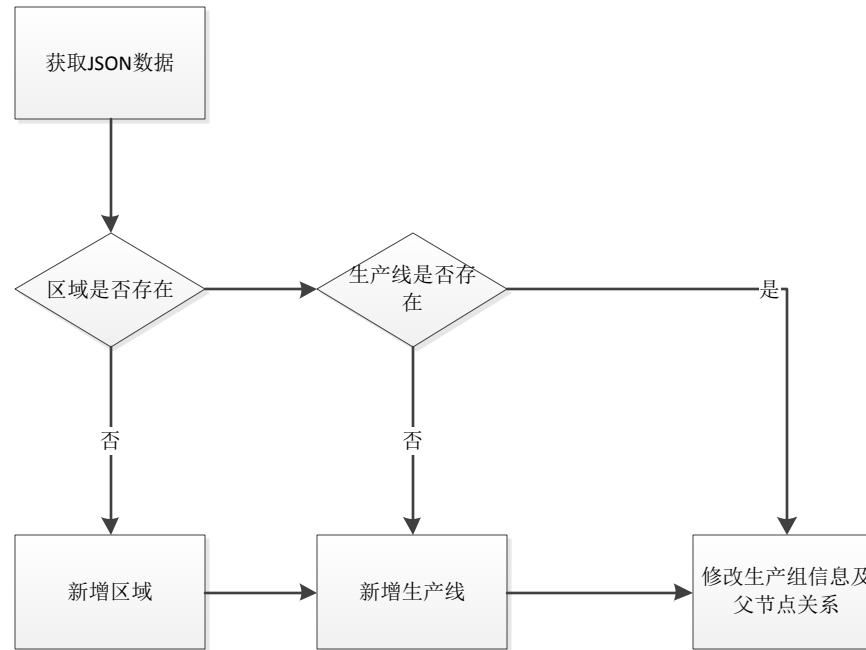 获取JSON数据
区域是否存在
生产线是否存
在
是
否
否
新增区域
新增生产线
修改生产组信息及
父节点关系